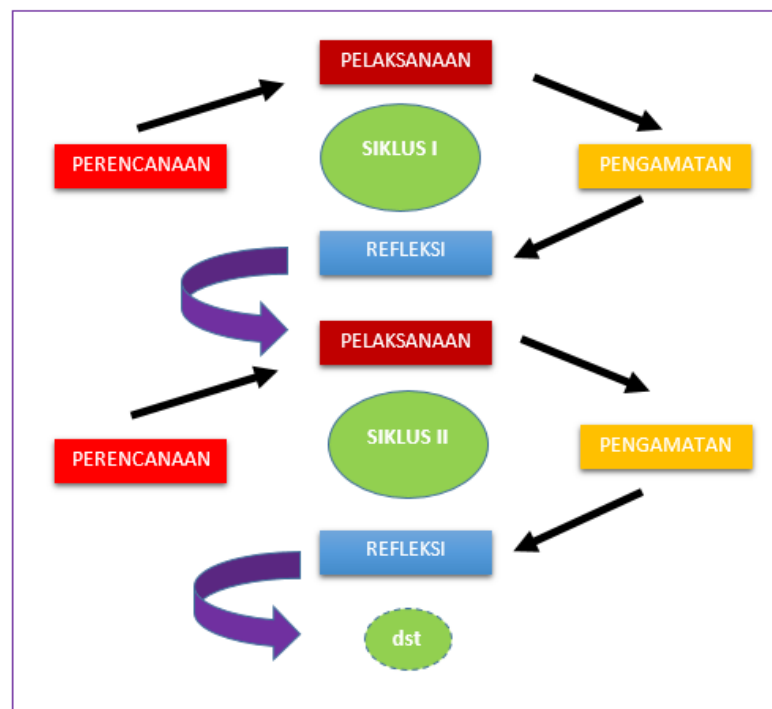 PELAKSANAAN
SIKLUS I
PERENCANAAN
PENGAMATAN
REFLEKSI
PELAKSANAAN
SIKLUS II
PERENCANAAN
PENGAMATAN
REFLEKSI
dst